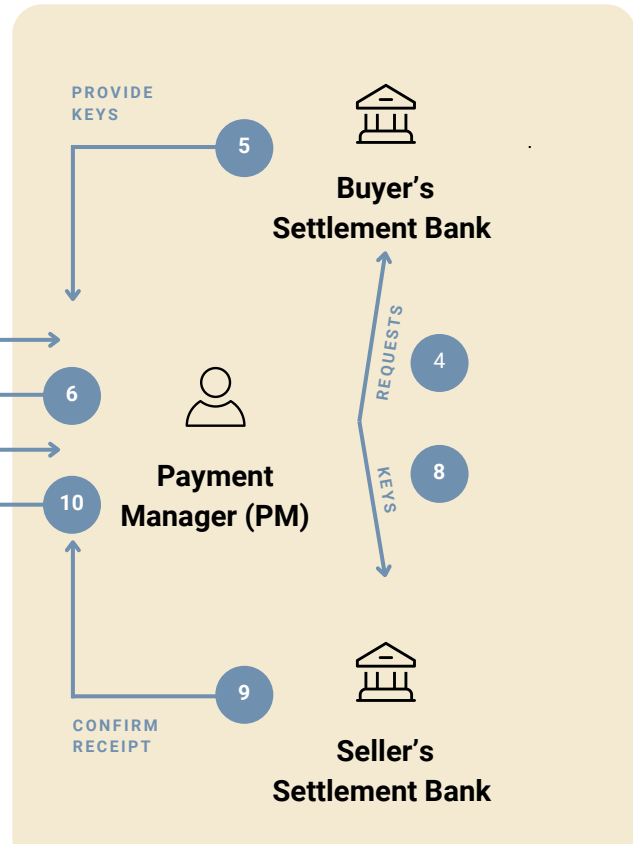 PROVIDE
KEYS
5
Buyer’s
Settlement Bank
REQUESTS
4
6
KEYS
8
Payment
Manager (PM)
10
9
CONFIRM
RECEIPT
Seller’s
Settlement Bank